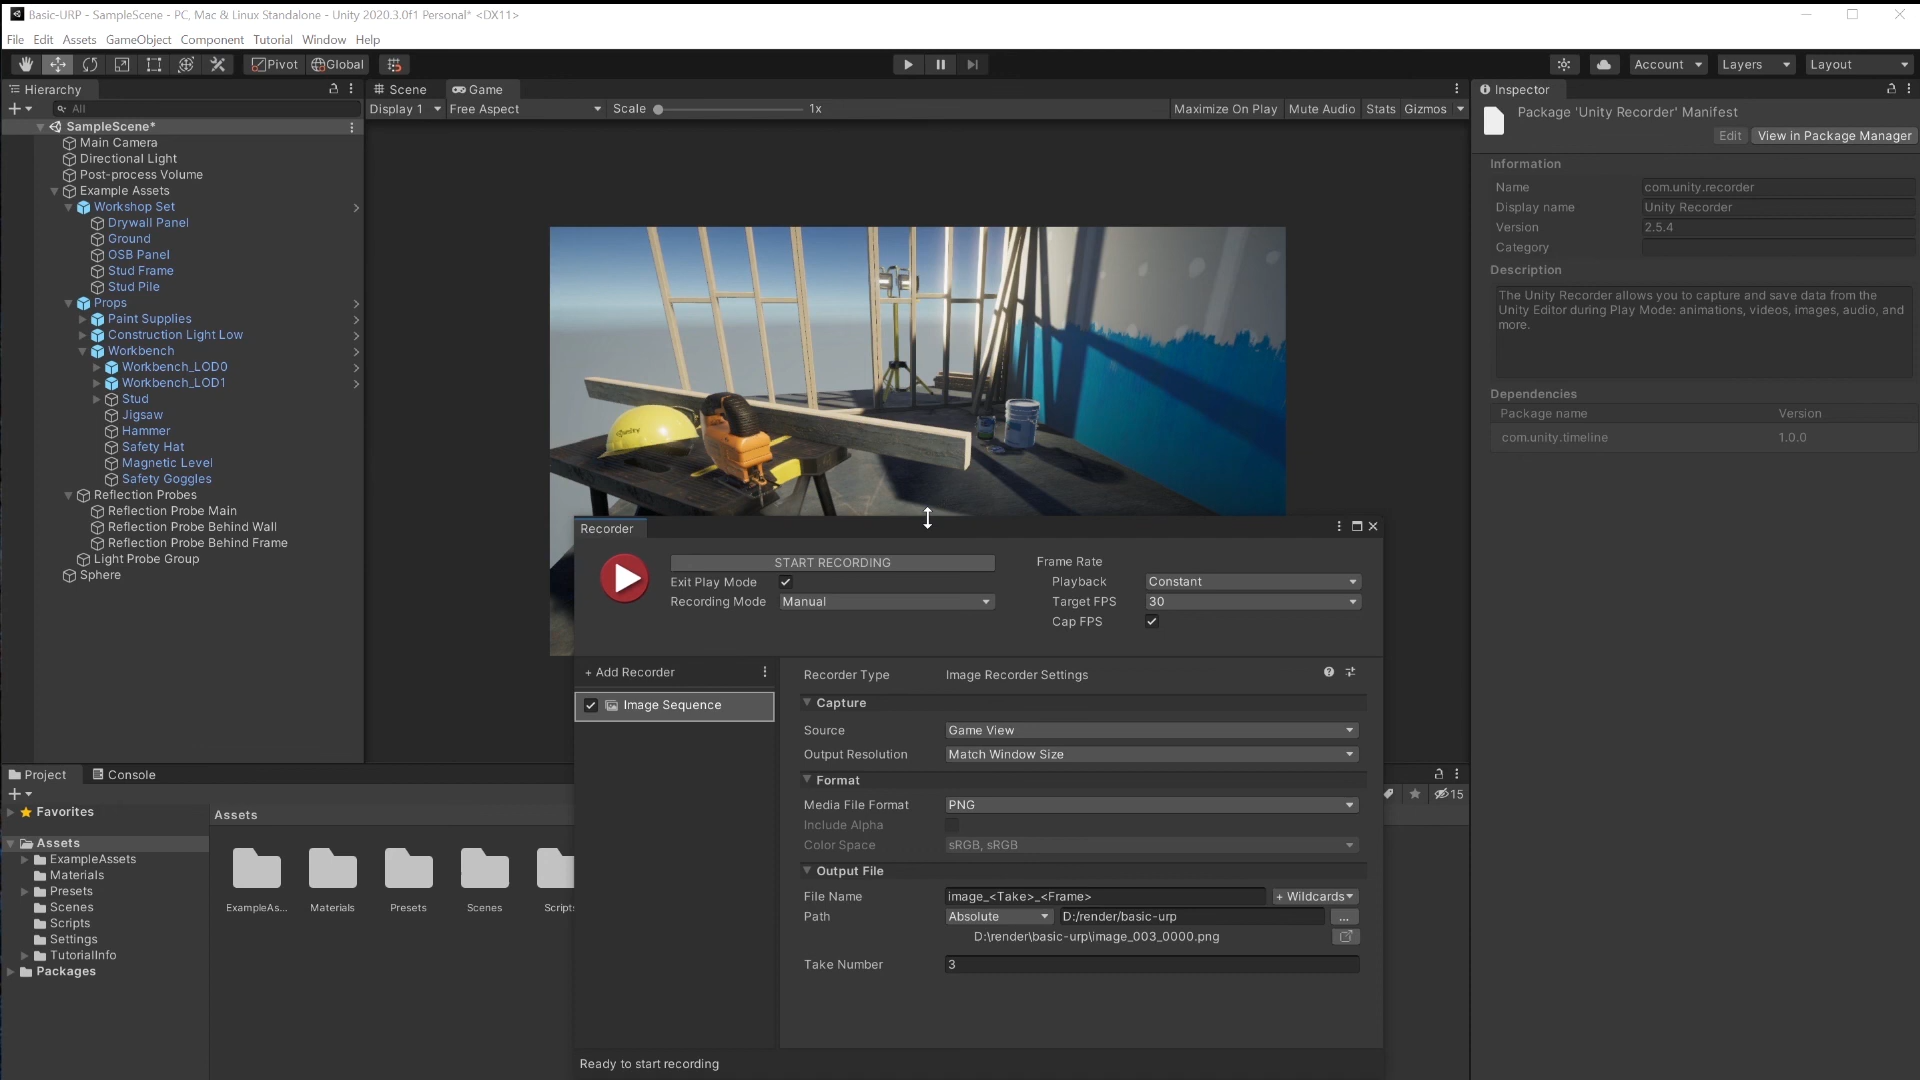 Basic-URP - SampleScene - PC, Mac & Linux Standalone - Unity 2020.3.0f1 Personal* <DX11>
File Edit Assets GameObject Component Tutorial Window Help
Pivot Global Account Layers Layout
Hierarchy
All
SampleScene*
Main Camera
Directional Light
Post-process Volume
Example Assets
Workshop Set
Drywall Panel
Ground
OSB Panel
Stud Frame
Stud Pile
Props
Paint Supplies
Construction Light Low
Workbench
Workbench_LOD0
Workbench_LOD1
Stud
Jigsaw
Hammer
Safety Hat
Magnetic Level
Safety Goggles
Reflection Probes
Reflection Probe Main
Reflection Probe Behind Wall
Reflection Probe Behind Frame
Light Probe Group
Sphere
Scene Game
Display 1 Free Aspect Scale 1x Maximize On Play Mute Audio Stats Gizmos
unity
Inspector
Package 'Unity Recorder' Manifest
Edit View in Package Manager
Information
Name com.unity.recorder
Display name Unity Recorder
Version 2.5.4
Category
Description
The Unity Recorder allows you to capture and save data from the
Unity Editor during Play Mode: animations, videos, images, audio, and
more.
Dependencies
Package name Version
com.unity.timeline 1.0.0
Recorder
START RECORDING
Exit Play Mode
Recording Mode Manual
Frame Rate
Playback Constant
Target FPS 30
Cap FPS
+ Add Recorder
Image Sequence
Recorder Type Image Recorder Settings
Capture
Source Game View
Output Resolution Match Window Size
Format
Media File Format PNG
Include Alpha
Color Space sRGB, sRGB
Output File
File Name image_<Take>_<Frame> + Wildcards
Path Absolute D:/render/basic-urp ...
D:\render\basic-urp\image_003_0000.png
Take Number 3
Ready to start recording
Project Console
15
Favorites
Assets
ExampleAssets
Materials
Presets
Scenes
Scripts
Settings
TutorialInfo
Packages
Assets
ExampleAs... Materials Presets Scenes Scripts